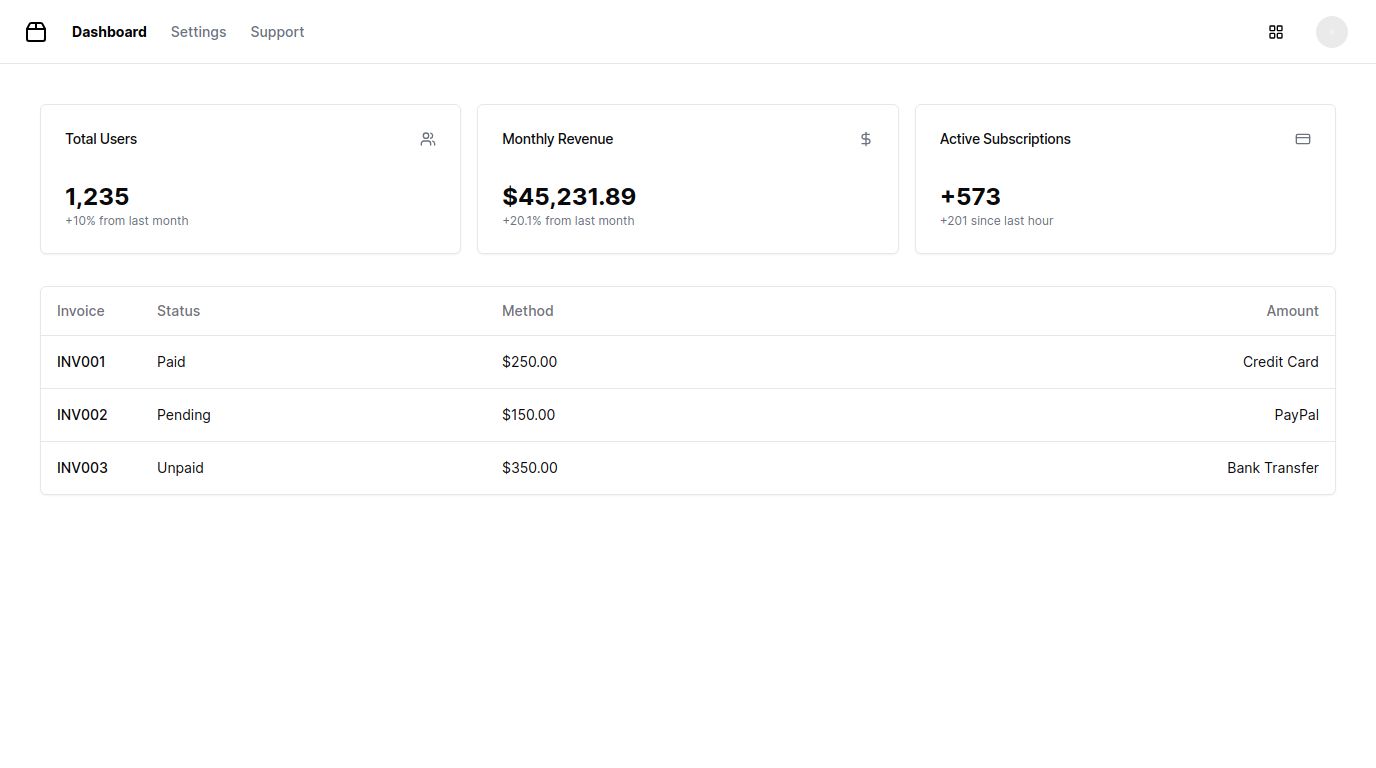 Dashboard Settings Support
Total Users
1,235
+10% from last month
Monthly Revenue
$45,231.89
+20.1% from last month
Active Subscriptions
+573
+201 since last hour
Invoice Status Method Amount
INV001 Paid $250.00 Credit Card
INV002 Pending $150.00 PayPal
INV003 Unpaid $350.00 Bank Transfer